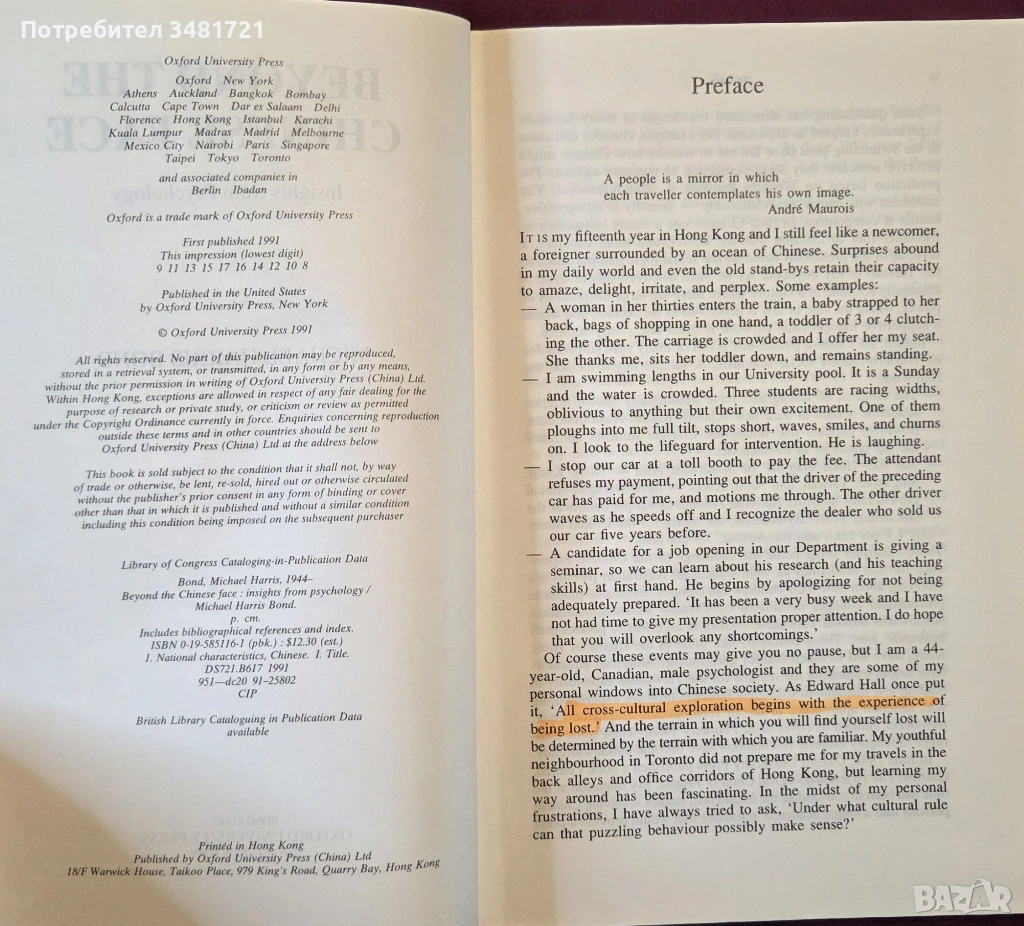 Потребител 3481721
Oxford University Press
Oxford New York
Athens Auckland Bangkok Bombay
Calcutta Cape Town Dar es Salaam Delhi
Florence Hong Kong Istanbul Karachi
Kuala Lumpur Madras Madrid Melbourne
Mexico City Nairobi Paris Singapore
Taipei Tokyo Toronto
and associated companies in
Berlin Ibadan
Oxford is a trade mark of Oxford University Press
First published 1991
This impression (lowest digit)
9 11 13 15 17 16 14 12 10 8
Published in the United States
by Oxford University Press, New York
© Oxford University Press 1991
All rights reserved. No part of this publication may be reproduced,
stored in a retrieval system, or transmitted, in any form or by any means,
without the prior permission in writing of Oxford University Press (China) Ltd.
Within Hong Kong, exceptions are allowed in respect of any fair dealing for the
purpose of research or private study, or criticism or review as permitted
under the Copyright Ordinance currently in force. Enquiries concerning reproduction
outside these terms and in other countries should be sent to
Oxford University Press (China) Ltd at the address below
This book is sold subject to the condition that it shall not, by way
of trade or otherwise, be lent, re-sold, hired out or otherwise circulated
without the publisher's prior consent in any form of binding or cover
other than that in which it is published and without a similar condition
including this condition being imposed on the subsequent purchaser
Library of Congress Cataloging-in-Publication Data
Bond, Michael Harris, 1944–
Beyond the Chinese face : insights from psychology /
Michael Harris Bond.
p. cm.
Includes bibliographical references and index.
ISBN 0-19-585116-1 (pbk.) : $12.30 (est.)
1. National characteristics, Chinese. I. Title.
DS721.B617 1991
951—dc20 91–25802
CIP
British Library Cataloguing in Publication Data
available
Printed in Hong Kong
Published by Oxford University Press (China) Ltd
18/F Warwick House, Taikoo Place, 979 King's Road, Quarry Bay, Hong Kong
Preface
A people is a mirror in which
each traveller contemplates his own image.
André Maurois
IT IS my fifteenth year in Hong Kong and I still feel like a newcomer,
a foreigner surrounded by an ocean of Chinese. Surprises abound
in my daily world and even the old stand-bys retain their capacity
to amaze, delight, irritate, and perplex. Some examples:
— A woman in her thirties enters the train, a baby strapped to her
back, bags of shopping in one hand, a toddler of 3 or 4 clutch-
ing the other. The carriage is crowded and I offer her my seat.
She thanks me, sits her toddler down, and remains standing.
— I am swimming lengths in our University pool. It is a Sunday
and the water is crowded. Three students are racing widths,
oblivious to anything but their own excitement. One of them
ploughs into me full tilt, stops short, waves, smiles, and churns
on. I look to the lifeguard for intervention. He is laughing.
— I stop our car at a toll booth to pay the fee. The attendant
refuses my payment, pointing out that the driver of the preceding
car has paid for me, and motions me through. The other driver
waves as he speeds off and I recognize the dealer who sold us
our car five years before.
— A candidate for a job opening in our Department is giving a
seminar, so we can learn about his research (and his teaching
skills) at first hand. He begins by apologizing for not being
adequately prepared. 'It has been a very busy week and I have
not had time to give my presentation proper attention. I do hope
that you will overlook any shortcomings.'
Of course these events may give you no pause, but I am a 44-
year-old, Canadian, male psychologist and they are some of my
personal windows into Chinese society. As Edward Hall once put
it, 'All cross-cultural exploration begins with the experience of
being lost.' And the terrain in which you will find yourself lost will
be determined by the terrain with which you are familiar. My youthful
neighbourhood in Toronto did not prepare me for my travels in the
back alleys and office corridors of Hong Kong, but learning my
way around has been fascinating. In the midst of my personal
frustrations, I have always tried to ask, 'Under what cultural rule
can that puzzling behaviour possibly make sense?'
BAZAR